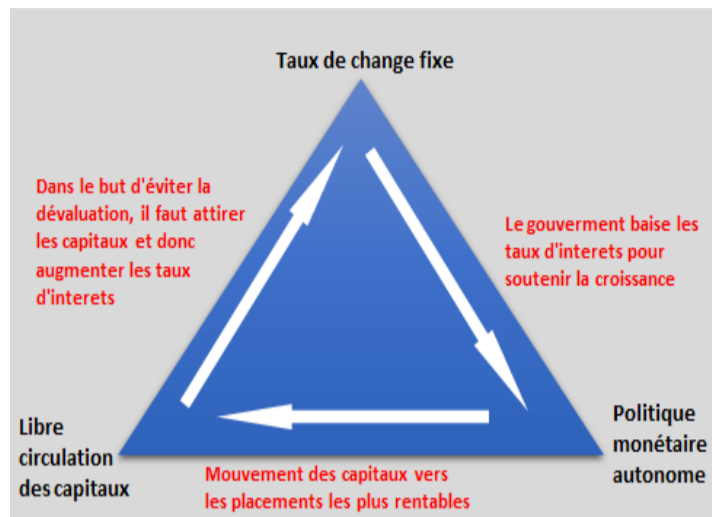 Taux de change fixe
Dans le but d'éviter la
dévaluation, il faut attirer
les capitaux et donc
augmenter les taux
d'interets
Le gouverment baise les
taux d'interets pour
soutenir la croissance
Libre
circulation
des capitaux
Mouvement des capitaux vers
les placements les plus rentables
Politique
monétaire
autonome